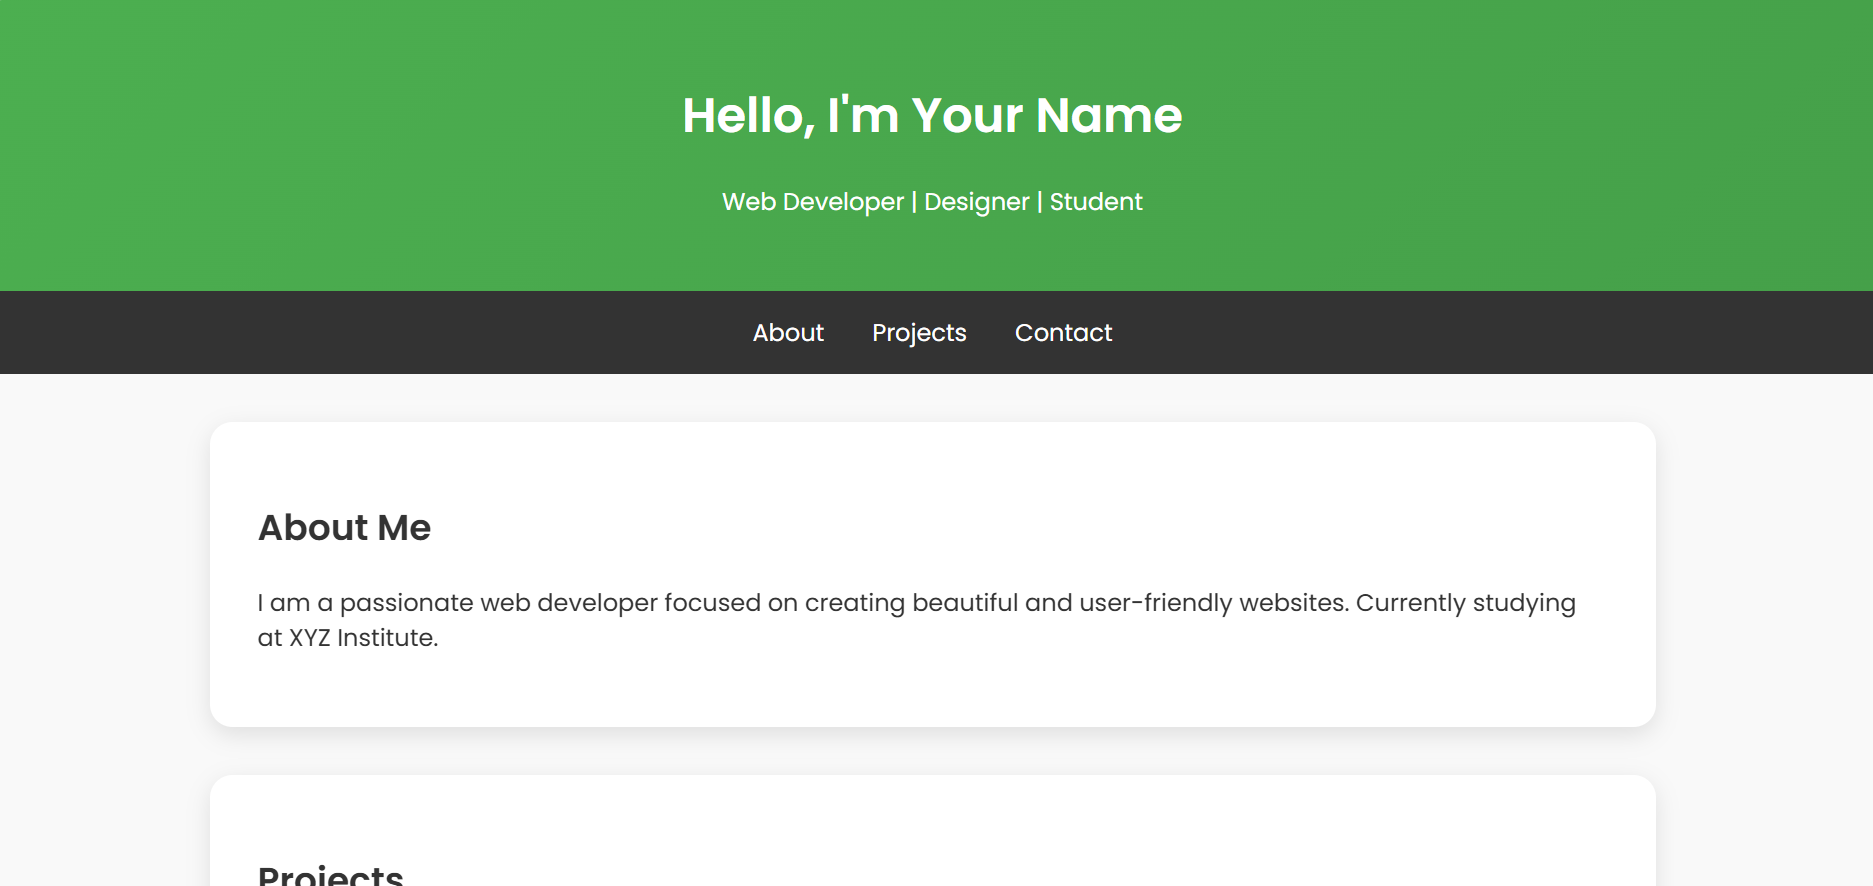 Hello, I'm Your Name
Web Developer | Designer | Student
About Projects Contact
About Me
I am a passionate web developer focused on creating beautiful and user-friendly websites. Currently studying
at XYZ Institute.
Projects